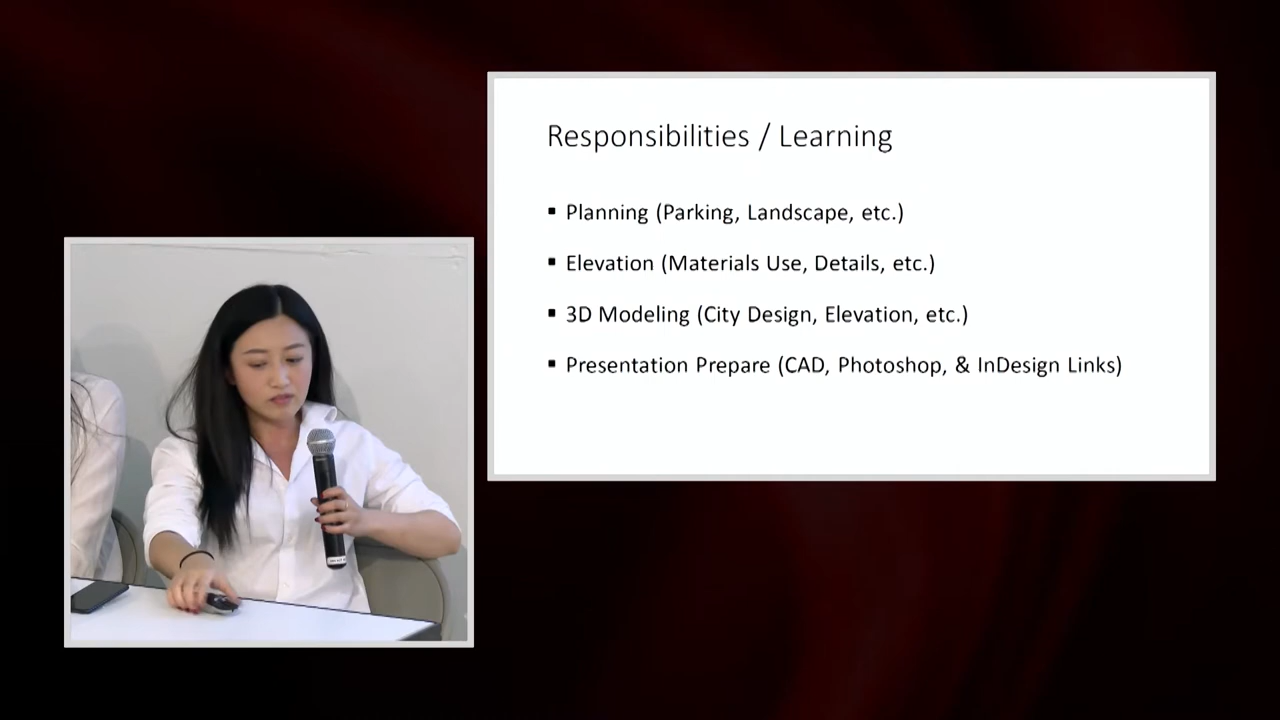 Responsibilities / Learning
▪ Planning (Parking, Landscape, etc.)
▪ Elevation (Materials Use, Details, etc.)
▪ 3D Modeling (City Design, Elevation, etc.)
▪ Presentation Prepare (CAD, Photoshop, & InDesign Links)